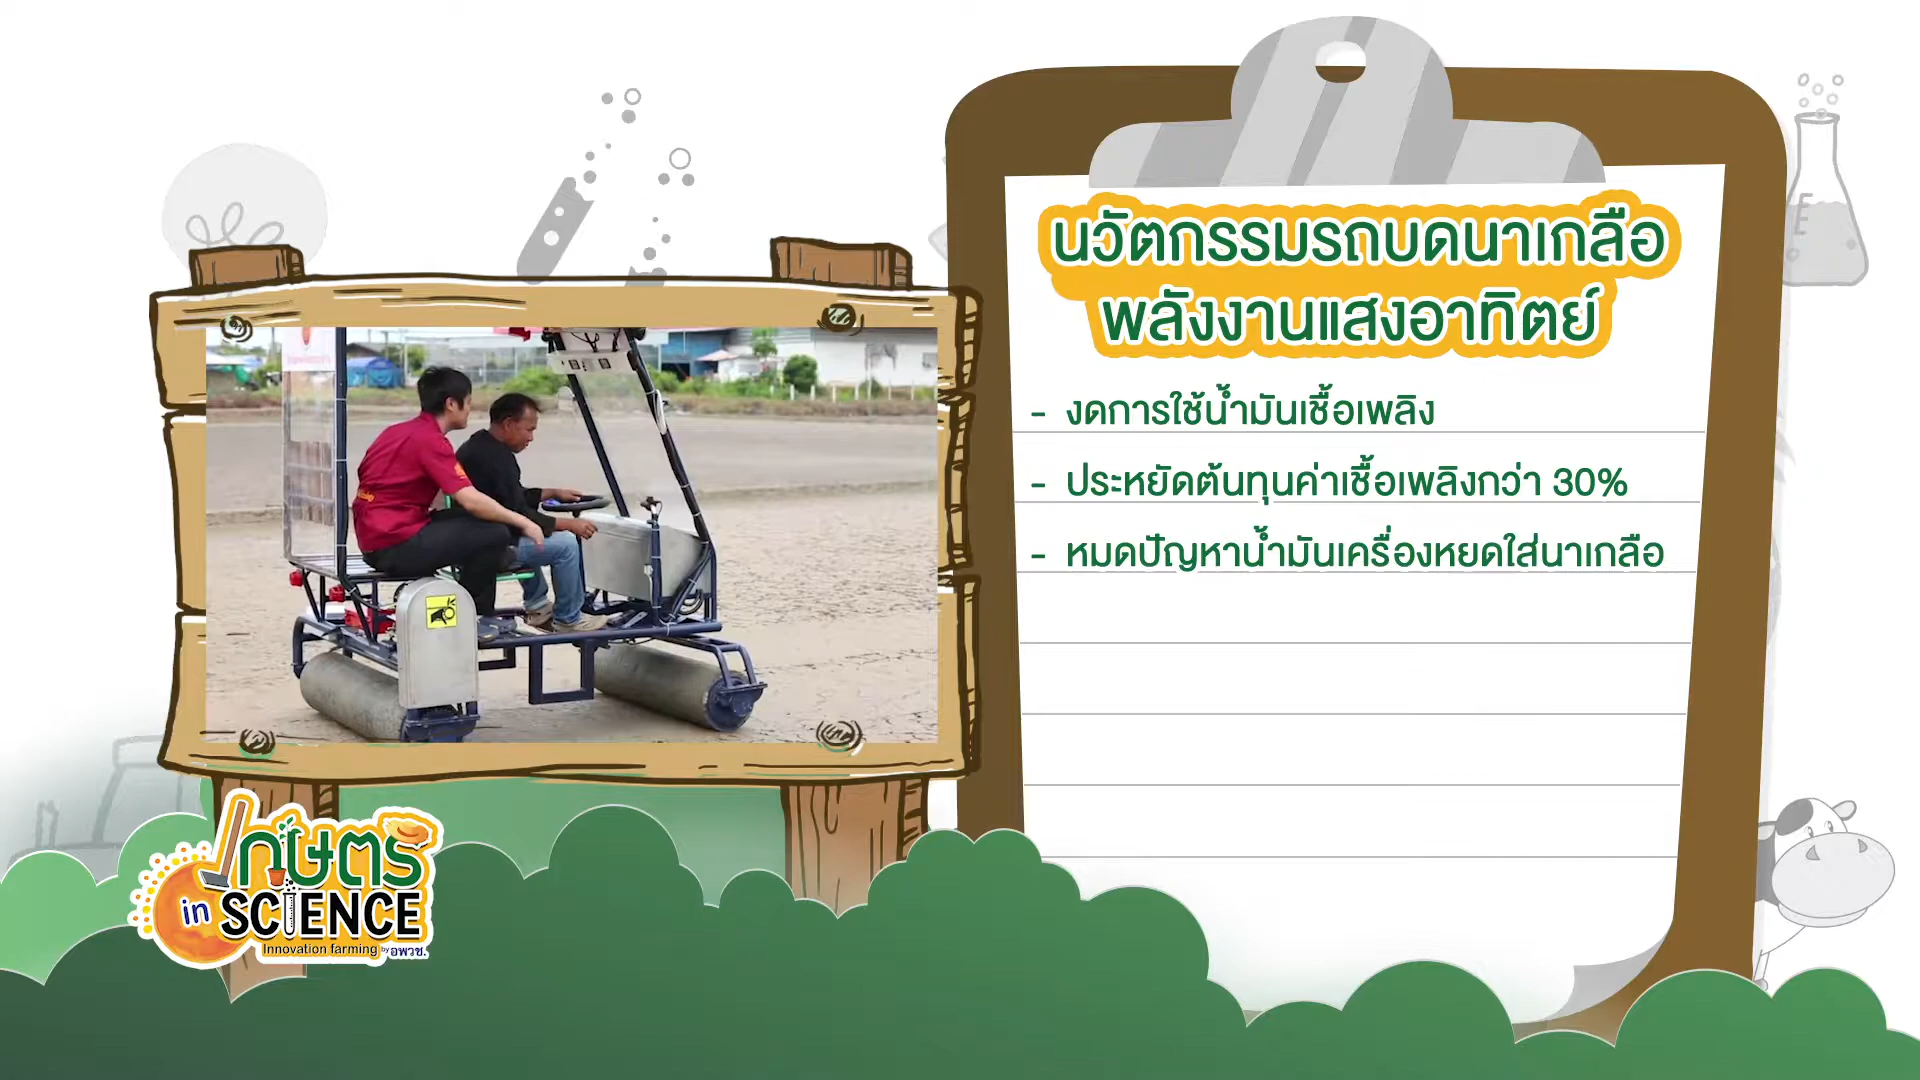 นวัตกรรมรถบดนาเกลือ
พลังงานแสงอาทิตย์
- งดการใช้น้ำมันเชื้อเพลิง
- ประหยัดต้นทุนค่าเชื้อเพลิงกว่า 30%
- หมดปัญหาน้ำมันเครื่องหยดใส่นาเกลือ
เกษตร
in SCIENCE
Innovation farming by อพวช.